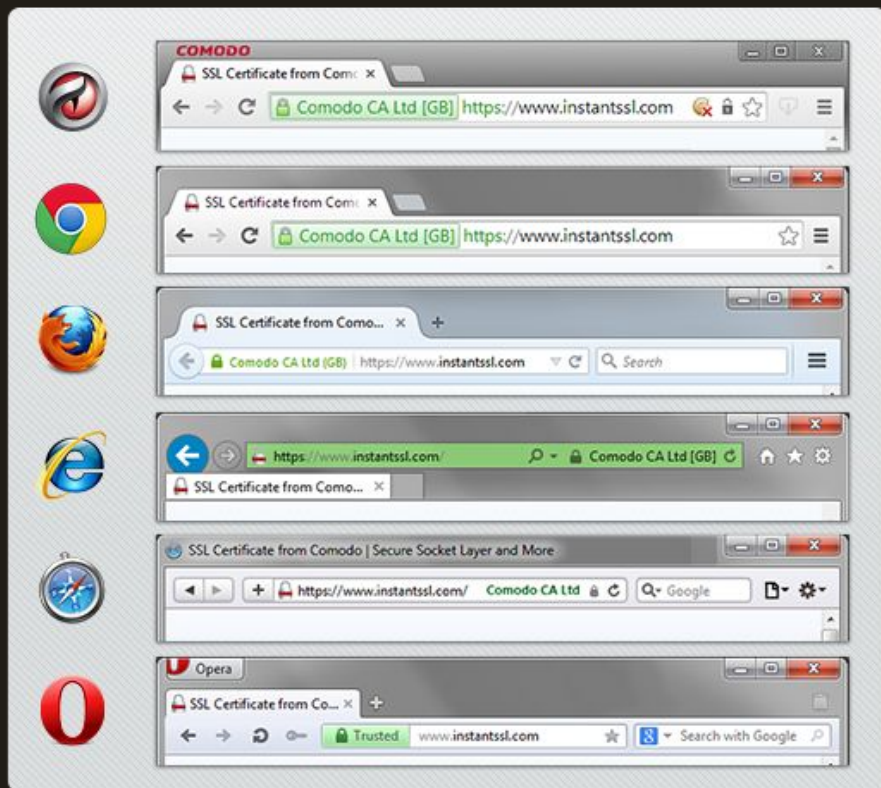 COMODO
SSL Certificate from Como
Comodo CA Ltd [GB] https://www.instantssl.com
SSL Certificate from Como
Comodo CA Ltd [GB] https://www.instantssl.com
SSL Certificate from Como...
Comodo CA Ltd (GB) https://www.instantssl.com Search
https://www.instantssl.com/ Comodo CA Ltd [GB]
SSL Certificate from Como...
SSL Certificate from Comodo | Secure Socket Layer and More
https://www.instantssl.com/ Comodo CA Ltd Google
Opera
SSL Certificate from Co...
Trusted www.instantssl.com 8 Search with Google